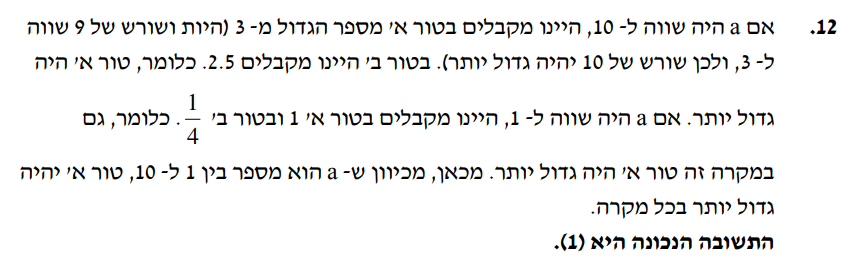 12. אם a היה שווה ל- 10, היינו מקבלים בטור א׳ מספר הגדול מ- 3 (היות ושורש של 9 שווה
ל- 3, ולכן שורש של 10 יהיה גדול יותר). בטור ב׳ היינו מקבלים 2.5. כלומר, טור א׳ היה
גדול יותר. אם a היה שווה ל- 1, היינו מקבלים בטור א׳ 1 ובטור ב׳ 1/4. כלומר, גם
במקרה זה טור א׳ היה גדול יותר. מכאן, מכיוון ש- a הוא מספר בין 1 ל- 10, טור א׳ יהיה
גדול יותר בכל מקרה.
התשובה הנכונה היא (1).